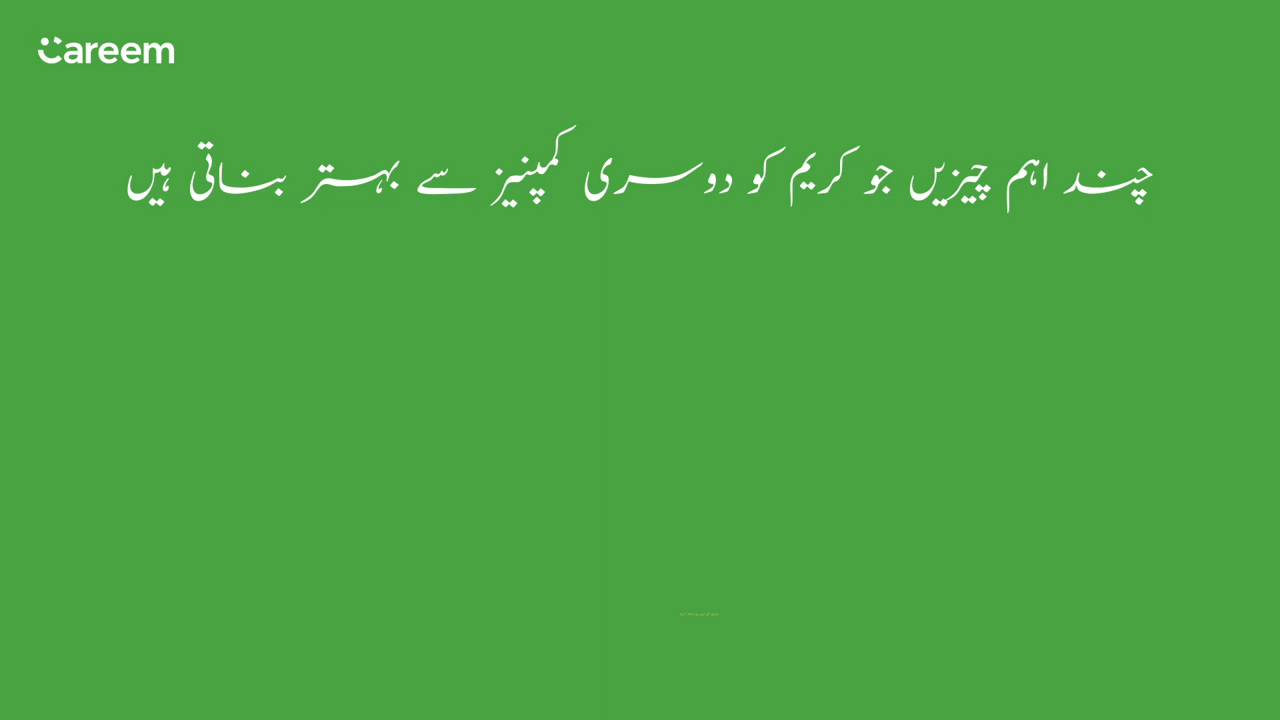 Careem
چند اہم چیزیں جو کریم کو دوسری کمپنیز سے بہتر بناتی ہیں